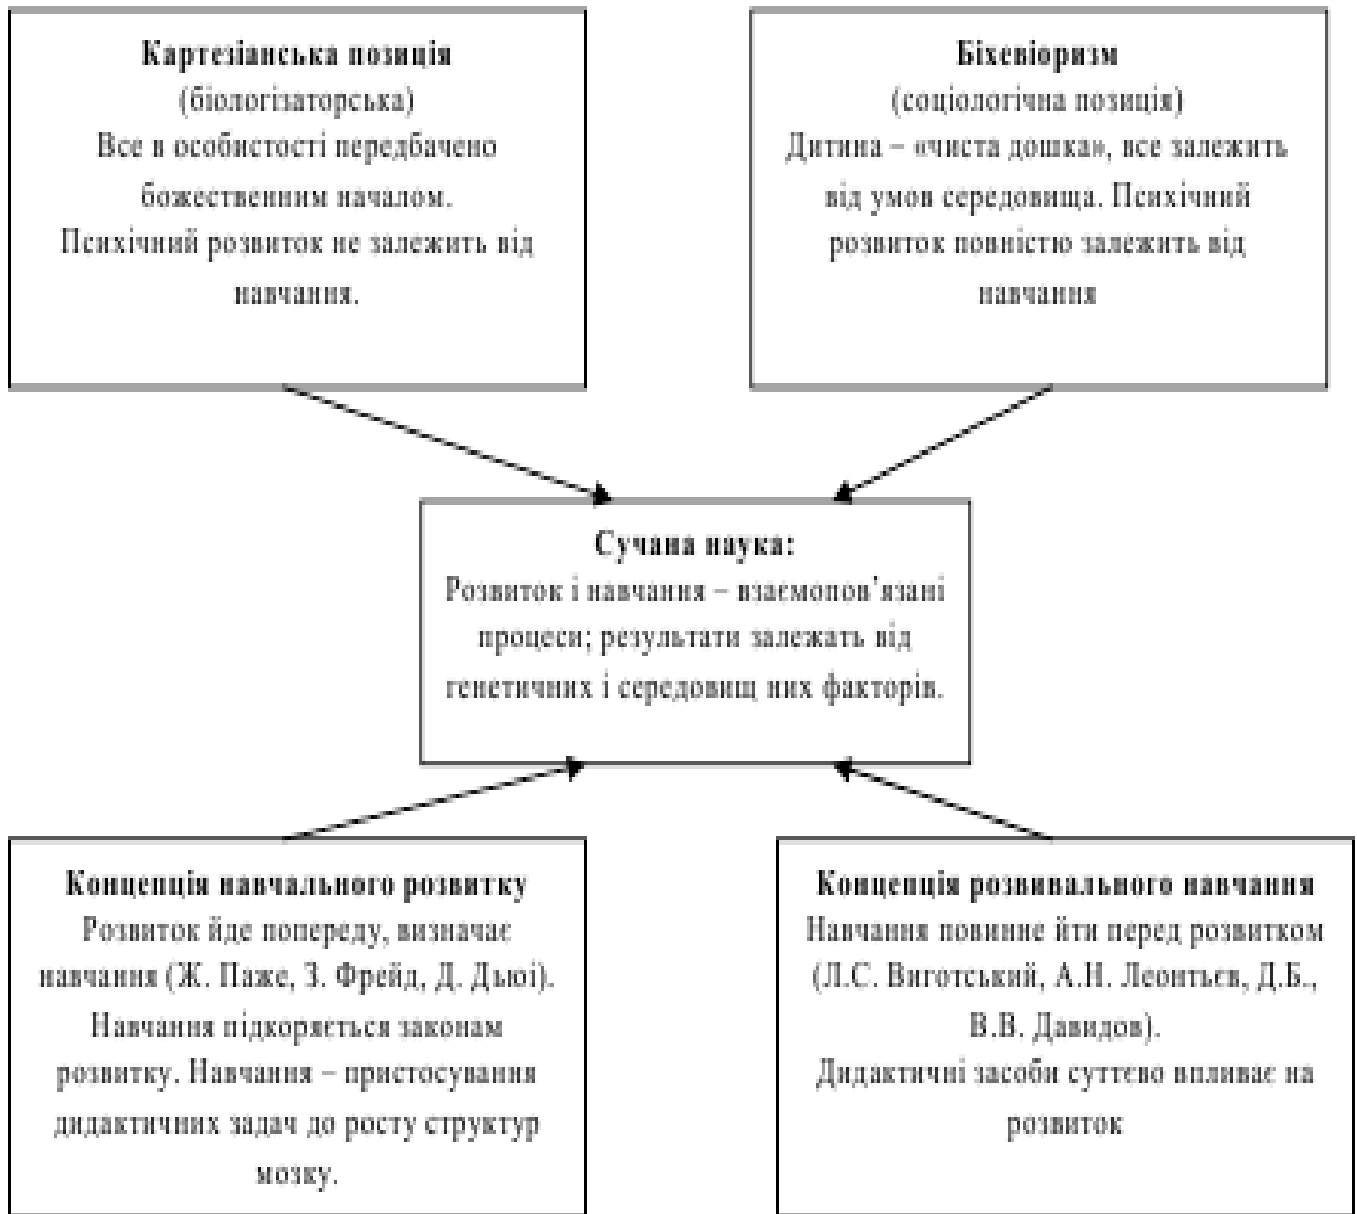 Картезіанська позиція
(біологізаторська)
Все в особистості передбачено
божественним началом.
Психічний розвиток не залежить від
навчання.
Біхевіоризм
(соціологічна позиція)
Дитина – «чиста дошка», все залежить
від умов середовища. Психічний
розвиток повністю залежить від
навчання
Сучана наука:
Розвиток і навчання – взаємопов'язані
процеси; результати залежать від
генетичних і середовищ них факторів.
Концепція навчального розвитку
Розвиток йде попереду, визначає
навчання (Ж. Паже, З. Фрейд, Д. Дьюі).
Навчання підкоряється законам
розвитку. Навчання – пристосування
дидактичних задач до росту структур
мозку.
Концепція розвивального навчання
Навчання повинне йти перед розвитком
(Л.С. Виготський, А.Н. Леонтьєв, Д.Б.,
В.В. Давидов).
Дидактичні засоби суттєво впливає на
розвиток